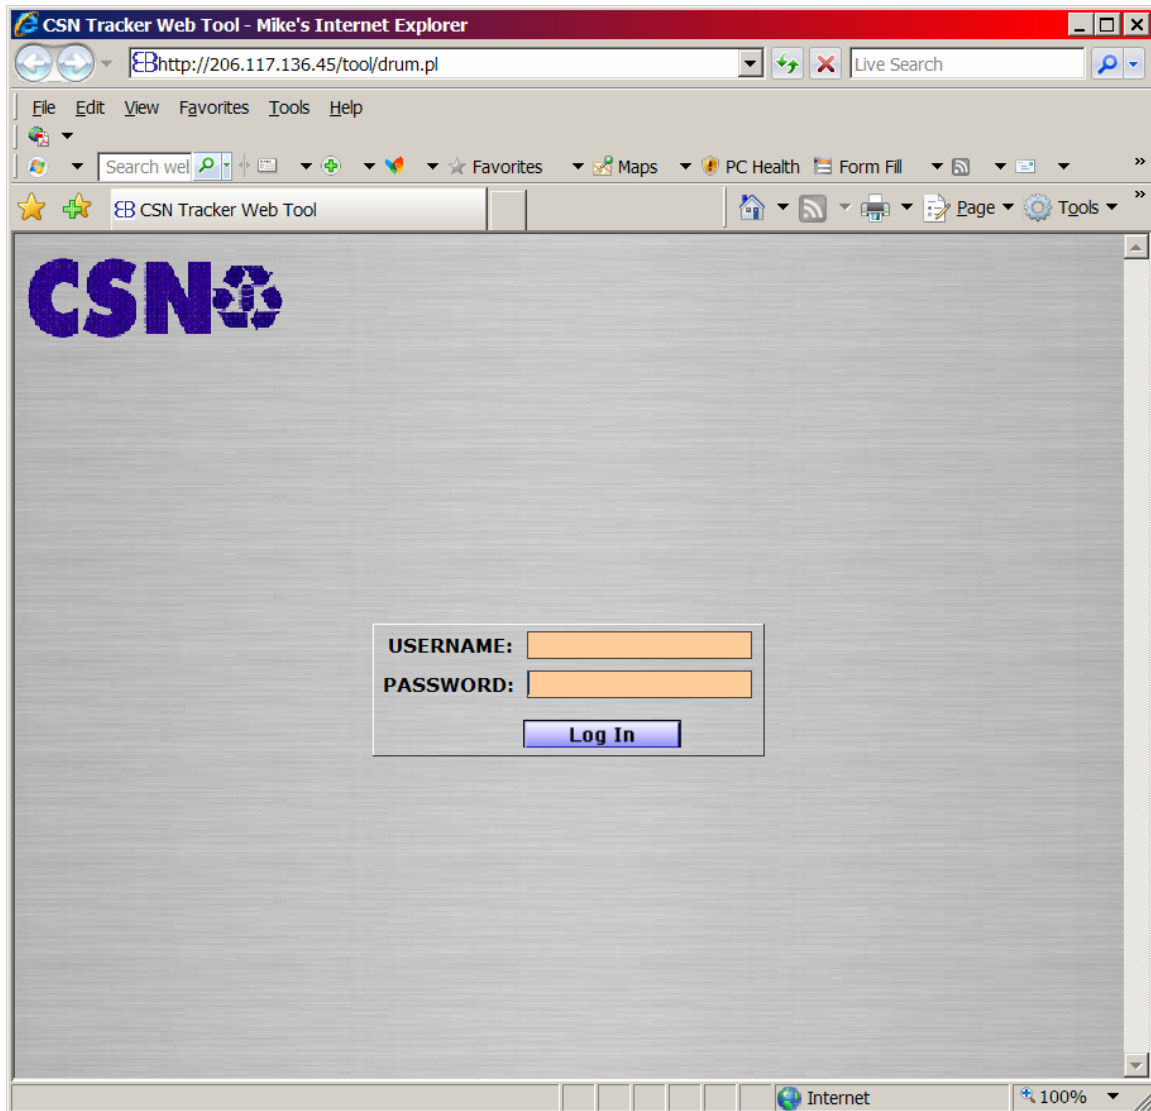 CSN Tracker Web Tool - Mike's Internet Explorer
http://206.117.136.45/tool/drum.pl
Live Search
File Edit View Favorites Tools Help
Search wel Favorites Maps PC Health Form Fill
CSN Tracker Web Tool
Page Tools
CSN
USERNAME:
PASSWORD:
Log In
Internet 100%